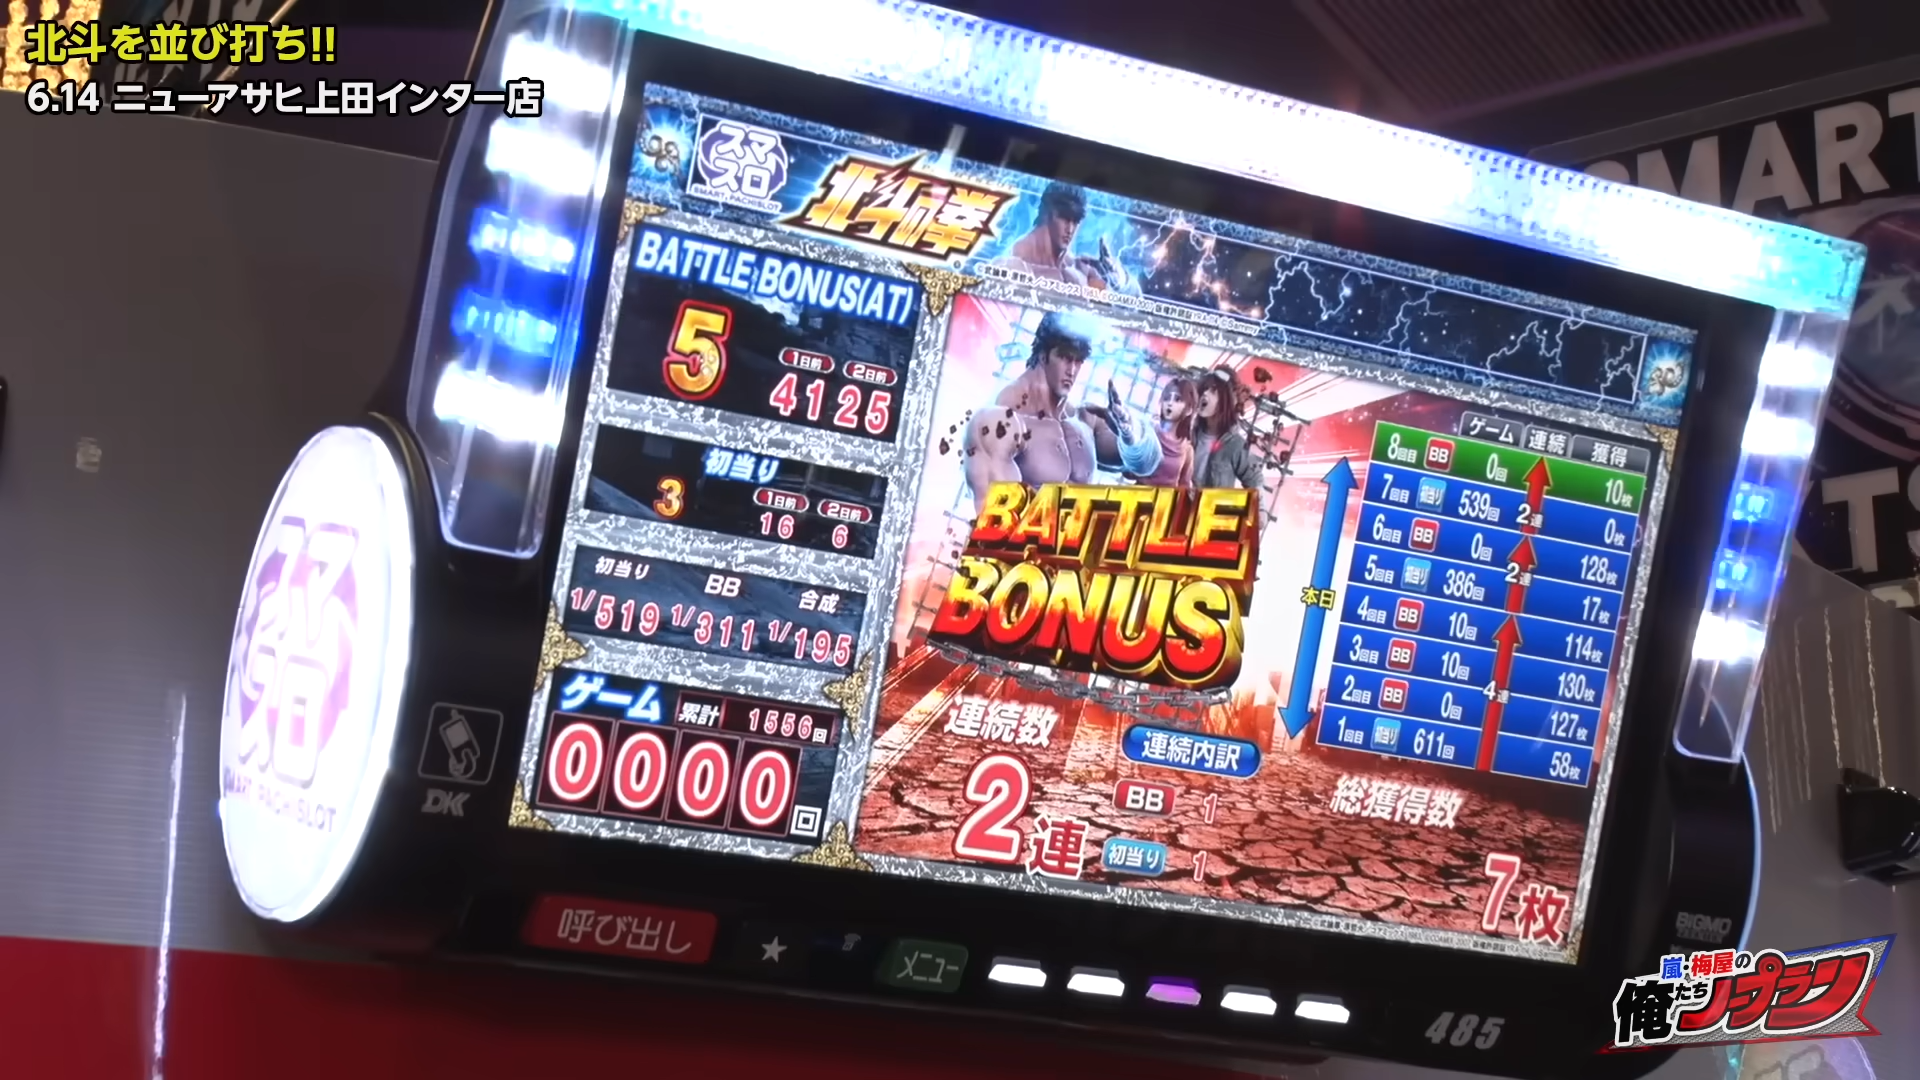 北斗を並び打ち!!
6.14 ニューアサヒ上田インター店
スマスロ
SMART PACHISLOT
北斗の拳
BATTLE BONUS(AT)
5
1日前 2日前
41 25
初当り
3
1日前 2日前
16 6
初当り BB 合成
1/519 1/311 1/195
ゲーム 累計 1556回
0000回
BATTLE
BONUS
ゲーム 連続 獲得
8回目 BB 0回 10枚
7回目 初当り 539回 2連 0枚
6回目 BB 0回 128枚
5回目 初当り 386回 2連 17枚
4回目 BB 10回 114枚
3回目 BB 10回 130枚
2回目 BB 0回 4連 127枚
1回目 初当り 611回 58枚
本日
連続数
2連
連続内訳
BB 1
初当り 1
総獲得数
7枚
スマスロ
SMART PACHISLOT
DK
呼び出し
★
メニュー
485
BIGMO
SMART
嵐・梅屋の
俺たちノープラン